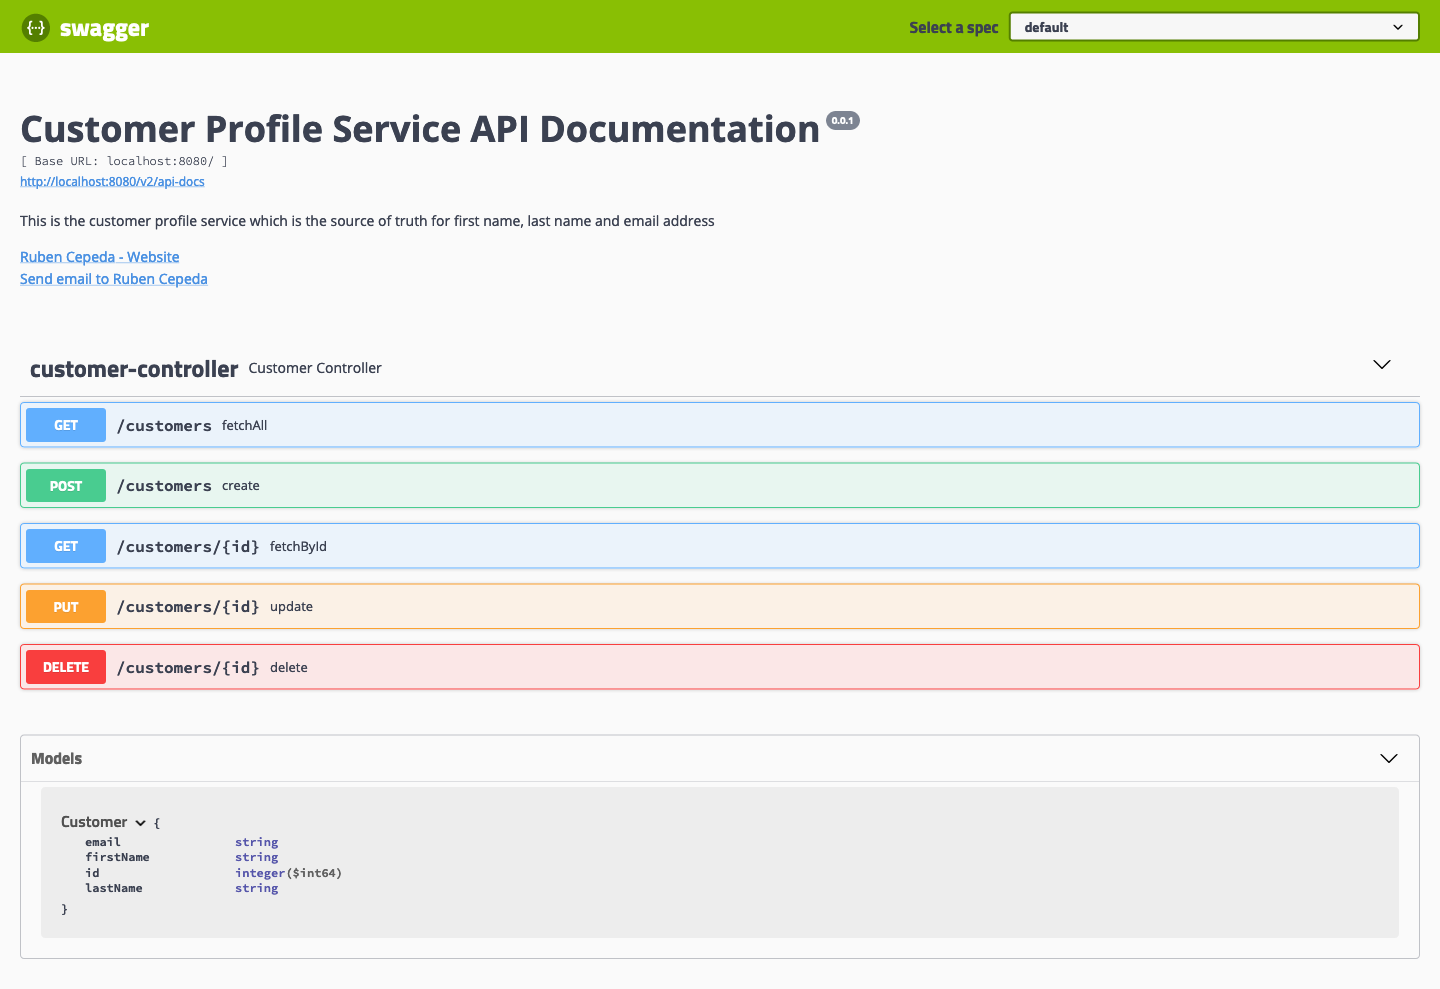 {···} swagger Select a spec default
Customer Profile Service API Documentation 0.0.1
[ Base URL: localhost:8080/ ]
http://localhost:8080/v2/api-docs
This is the customer profile service which is the source of truth for first name, last name and email address
Ruben Cepeda - Website
Send email to Ruben Cepeda
customer-controller Customer Controller
GET /customers fetchAll
POST /customers create
GET /customers/{id} fetchById
PUT /customers/{id} update
DELETE /customers/{id} delete
Models
Customer {
email string
firstName string
id integer($int64)
lastName string
}